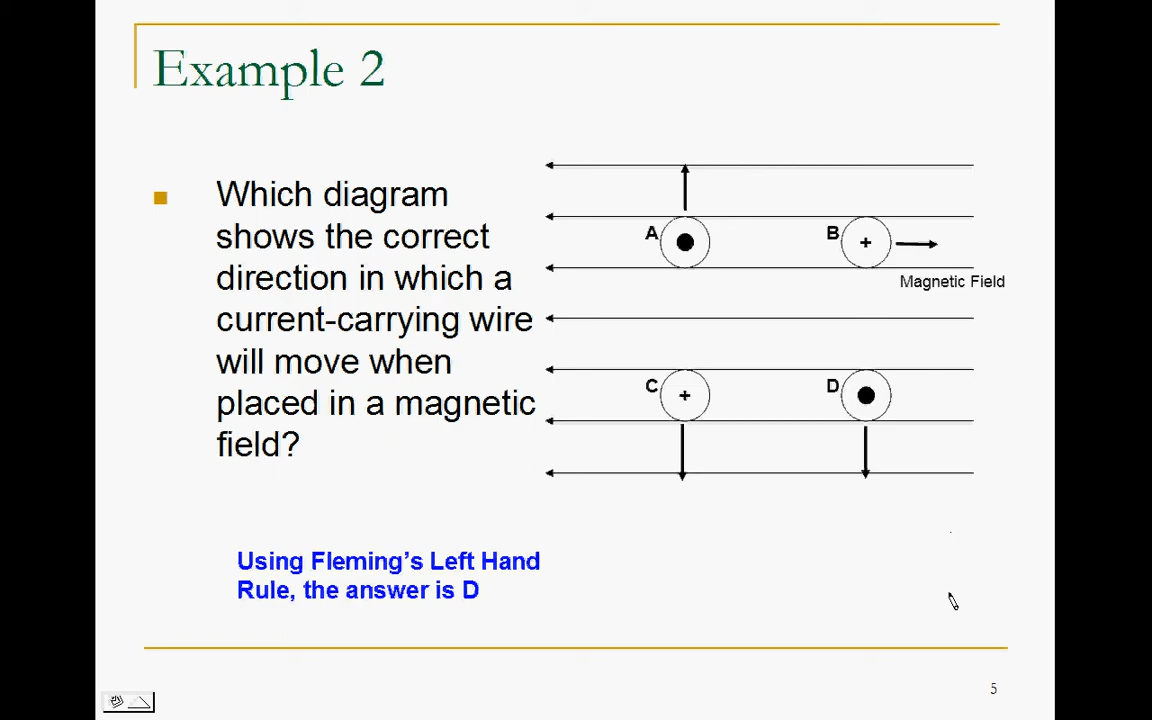 Example 2
Which diagram
shows the correct
direction in which a
current-carrying wire
will move when
placed in a magnetic
field?
A
B
Magnetic Field
C
D
Using Fleming’s Left Hand
Rule, the answer is D
5